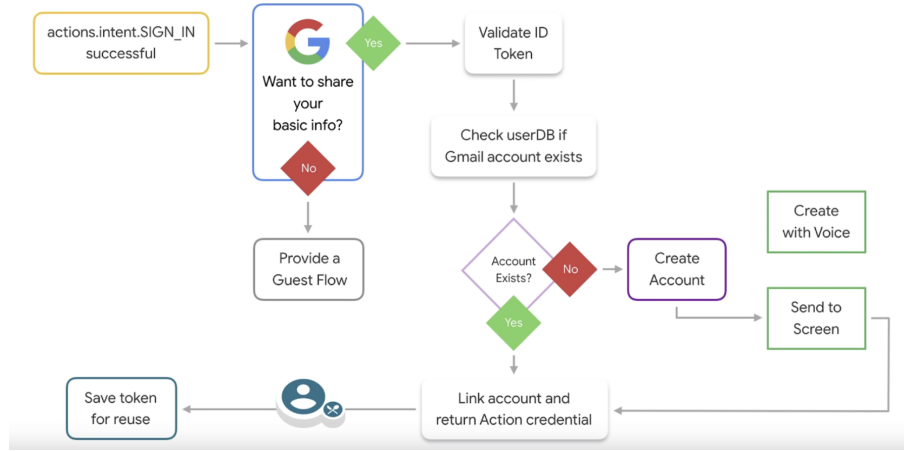 actions.intent.SIGN_IN
successful
Want to share
your
basic info?
Yes
No
Provide a
Guest Flow
Validate ID
Token
Check userDB if
Gmail account exists
Account
Exists?
No
Yes
Create
Account
Create
with Voice
Send to
Screen
Link account and
return Action credential
Save token
for reuse